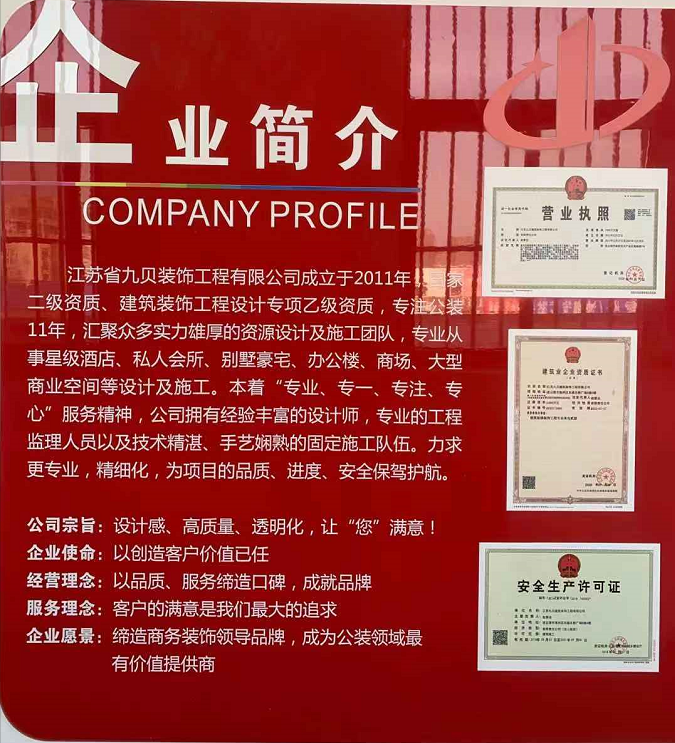 企业简介
COMPANY PROFILE
江苏省九贝装饰工程有限公司成立于2011年，国家
二级资质、建筑装饰工程设计专项乙级资质，专注公装
11年，汇聚众多实力雄厚的资源设计及施工团队，专业从
事星级酒店、私人会所、别墅豪宅、办公楼、商场、大型
商业空间等设计及施工。本着“专业、专一、专注、专
心”服务精神，公司拥有经验丰富的设计师，专业的工程
监理人员以及技术精湛、手艺娴熟的固定施工队伍。力求
更专业，精细化，为项目的品质、进度、安全保驾护航。
公司宗旨：设计感、高质量、透明化，让“您”满意！
企业使命：以创造客户价值已任
经营理念：以品质、服务缔造口碑，成就品牌
服务理念：客户的满意是我们最大的追求
企业愿景：缔造商务装饰领导品牌，成为公装领域最
有价值提供商
营业执照
建筑业企业资质证书
安全生产许可证